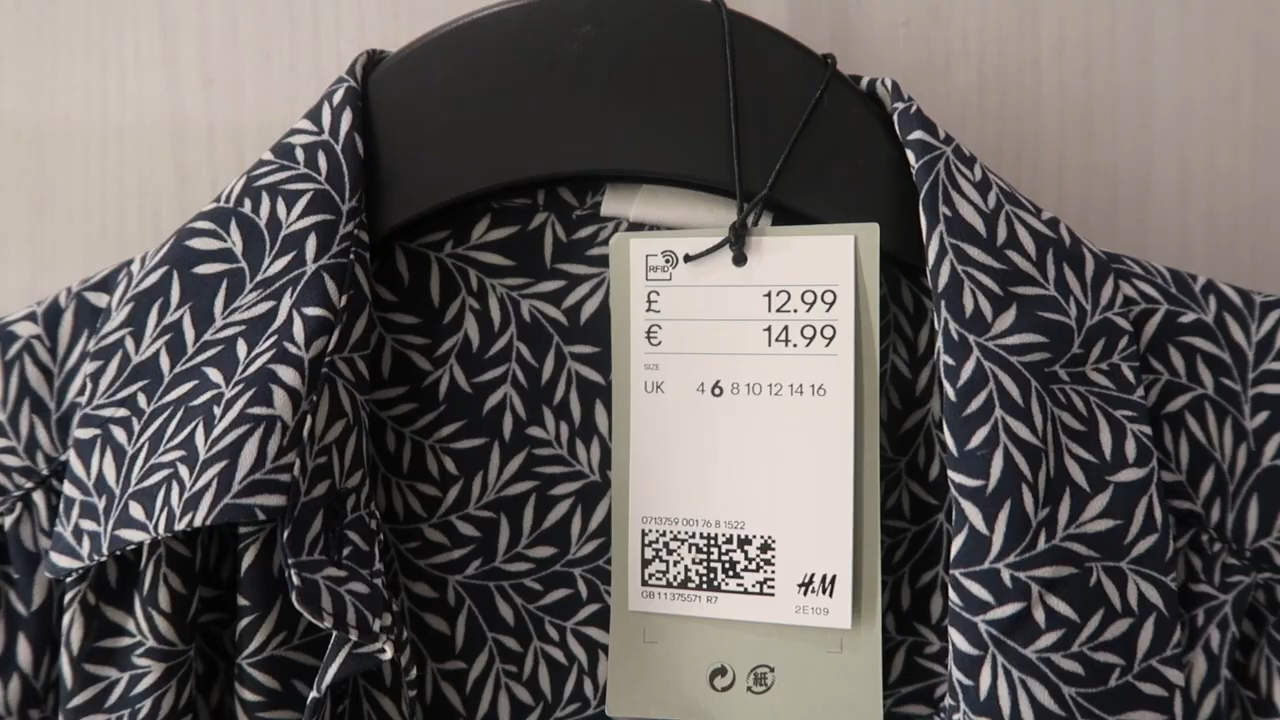 RFID
£ 12.99
€ 14.99
SIZE
UK 4 6 8 10 12 14 16
0713759 001 76 8 1522
GB 11375571 R7
H&M
2E109
紙